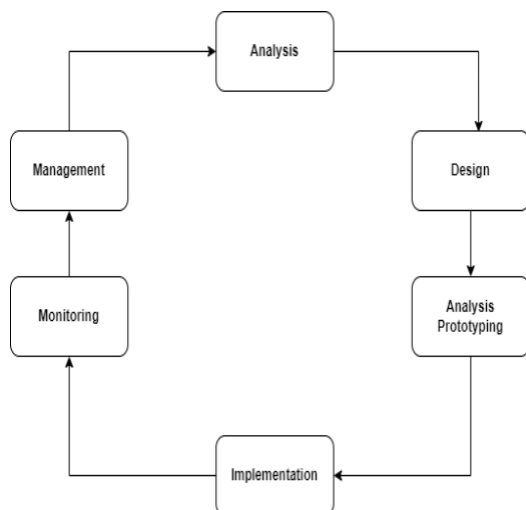 Analysis
Design
Analysis
Prototyping
Implementation
Monitoring
Management